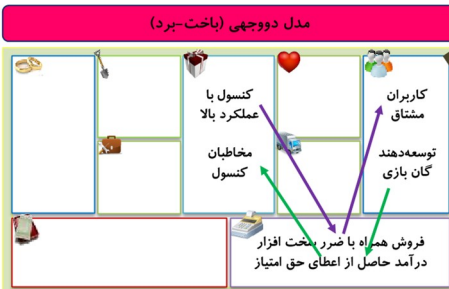 مدل دووجهی (باخت-برد)
کاربران
مشتاق
توسعه‌دهند
گان بازی
کنسول با
عملکرد بالا
مخاطبان
کنسول
فروش همراه با ضرر سخت افزار
درآمد حاصل از اعطای حق امتیاز